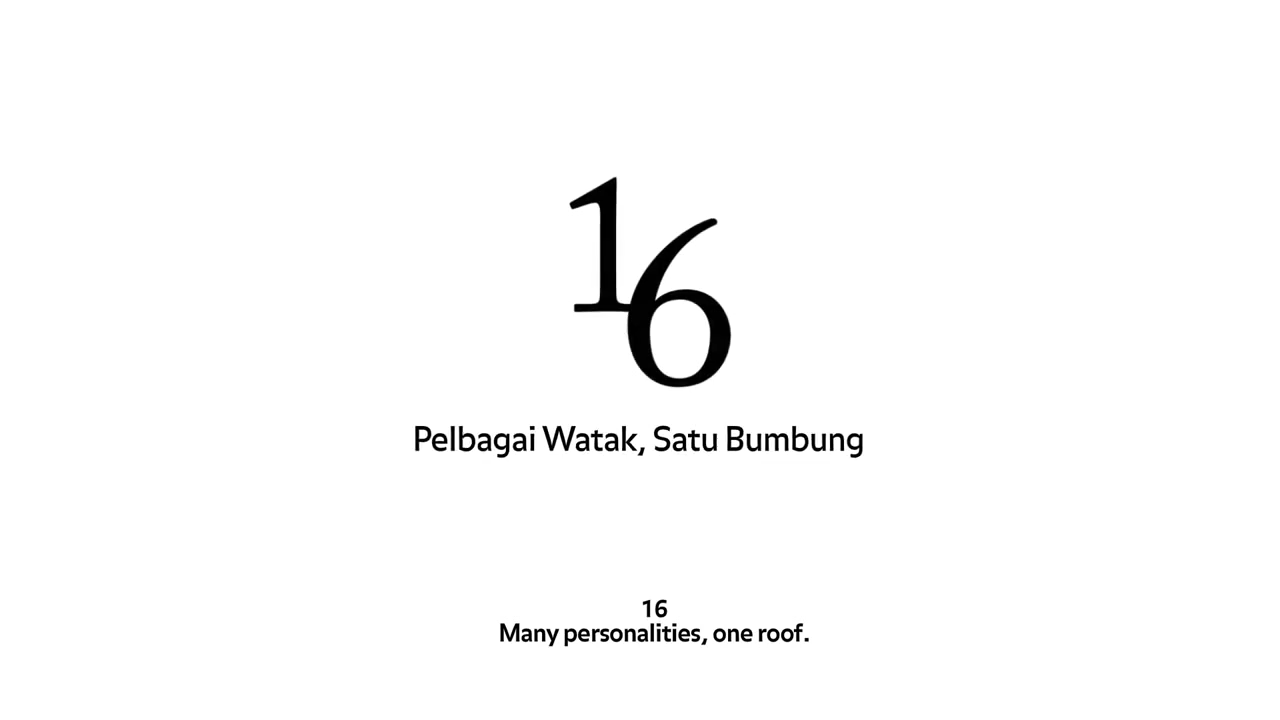 16
Pelbagai Watak, Satu Bumbung
16
Many personalities, one roof.